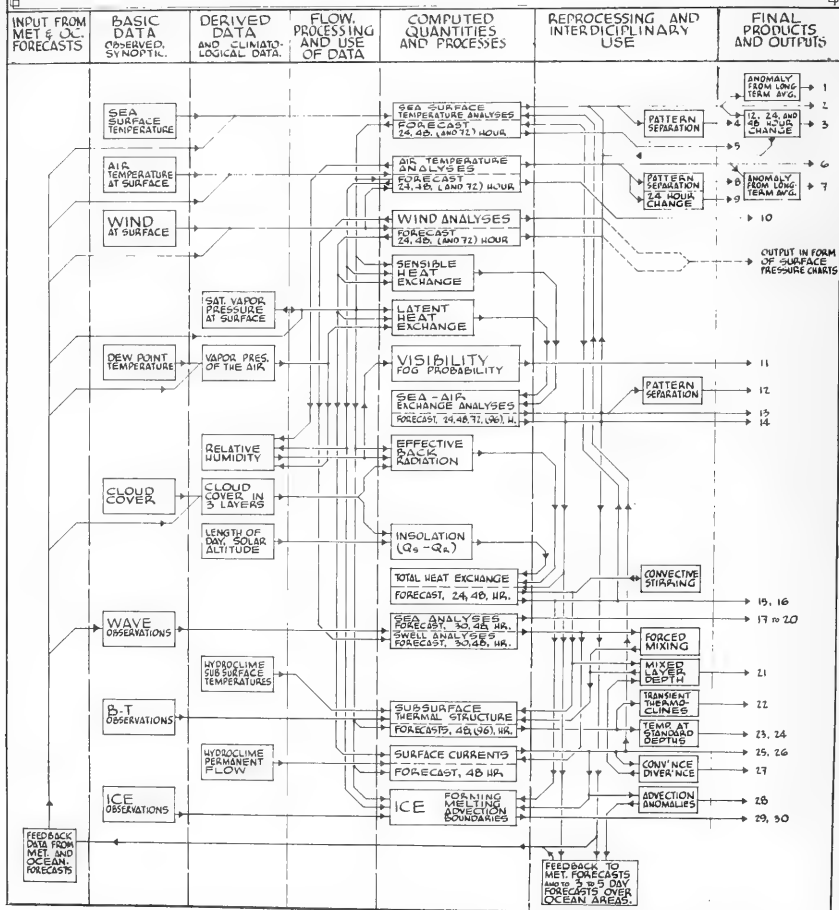 INPUT FROM
MET & OC.
FORECASTS
BASIC
DATA
OBSERVED,
SYNOPTIC.
DERIVED
DATA
AND CLIMATO-
LOGICAL DATA.
FLOW,
PROCESSING
AND USE
OF DATA
COMPUTED
QUANTITIES
AND PROCESSES
REPROCESSING AND
INTERDICIPLINARY
USE
FINAL
PRODUCTS
AND OUTPUTS
SEA
SURFACE
TEMPERATURE
AIR
TEMPERATURE
AT SURFACE
WIND
AT SURFACE
DEW POINT
TEMPERATURE
CLOUD
COVER
WAVE
OBSERVATIONS
B-T
OBSERVATIONS
ICE
OBSERVATIONS
FEEDBACK
DATA FROM
MET. AND
OCEAN.
FORECASTS
SAT. VAPOR
PRESSURE
AT SURFACE
VAPOR PRES.
OF THE AIR
RELATIVE
HUMIDITY
CLOUD
COVER IN
3 LAYERS
LENGTH OF
DAY, SOLAR
ALTITUDE
HYDROCLIME
SUB SURFACE
TEMPERATURES
HYDROCLIME
PERMANENT
FLOW
SEA SURFACE
TEMPERATURE ANALYSES
FORECAST
24, 48, (AND 72) HOUR
AIR TEMPERATURE
ANALYSES
FORECAST
24, 48, (AND 72) HOUR
WIND ANALYSES
FORECAST
24, 48, (AND 72) HOUR
SENSIBLE
HEAT
EXCHANGE
LATENT
HEAT
EXCHANGE
VISIBILITY
FOG PROBABILITY
SEA-AIR
EXCHANGE ANALYSES
FORECAST, 24,48,72,(96), H.
EFFECTIVE
BACK
RADIATION
INSOLATION
(Qs - QR)
TOTAL HEAT EXCHANGE
FORECAST, 24, 48, HR.
SEA ANALYSES
FORECAST, 30, 48, HR.
SWELL ANALYSES
FORECAST, 30, 48, HR.
SUBSURFACE
THERMAL STRUCTURE
FORECASTS, 48, (96), HR.
SURFACE CURRENTS
FORECAST, 48 HR.
ICE
FORMING
MELTING
ADVECTION
BOUNDARIES
PATTERN
SEPARATION
PATTERN
SEPARATION
24 HOUR
CHANGE
PATTERN
SEPARATION
CONVECTIVE
STIRRING
FORCED
MIXING
MIXED
LAYER
DEPTH
TRANSIENT
THERMO-
CLINES
TEMP. AT
STANDARD
DEPTHS
CONV'NCE
DIVER'NCE
ADVECTION
ANOMALIES
FEEDBACK TO
MET. FORECASTS
AND TO 3 TO 5 DAY
FORECASTS OVER
OCEAN AREAS.
ANOMALY
FROM LONG
TERM AVG.
1
2
4
12, 24, AND
48 HOUR
CHANGE
3
5
6
8
ANOMALY
FROM LONG-
TERM AVG.
7
9
10
OUTPUT IN FORM
OF SURFACE
PRESSURE CHARTS
11
12
13
14
15, 16
17 TO 20
21
22
23, 24
25, 26
27
28
29, 30